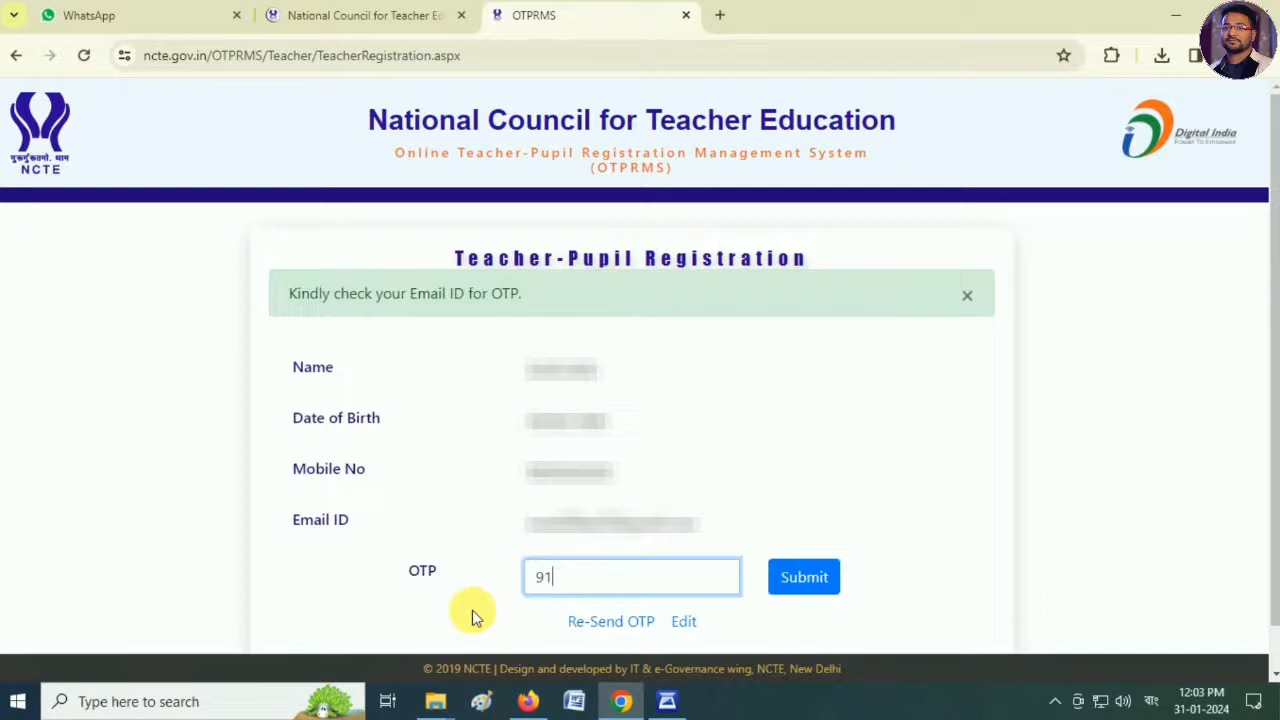 WhatsApp
National Council for Teacher Ed
OTPRMS
ncte.gov.in/OTPRMS/Teacher/TeacherRegistration.aspx
NCTE
National Council for Teacher Education
Online Teacher-Pupil Registration Management System
(OTPRMS)
Digital India
Power To Empower
Teacher-Pupil Registration
Kindly check your Email ID for OTP.
Name
Date of Birth
Mobile No
Email ID
OTP
91
Submit
Re-Send OTP
Edit
© 2019 NCTE | Design and developed by IT & e-Governance wing, NCTE, New Delhi
Type here to search
বাং
12:03 PM
31-01-2024